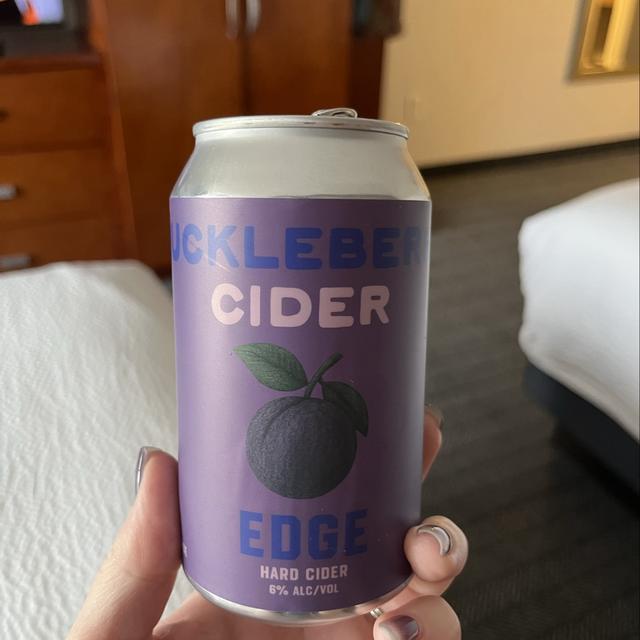 UCKLEBER
CIDER
EDGE
HARD CIDER
6% ALC/VOL